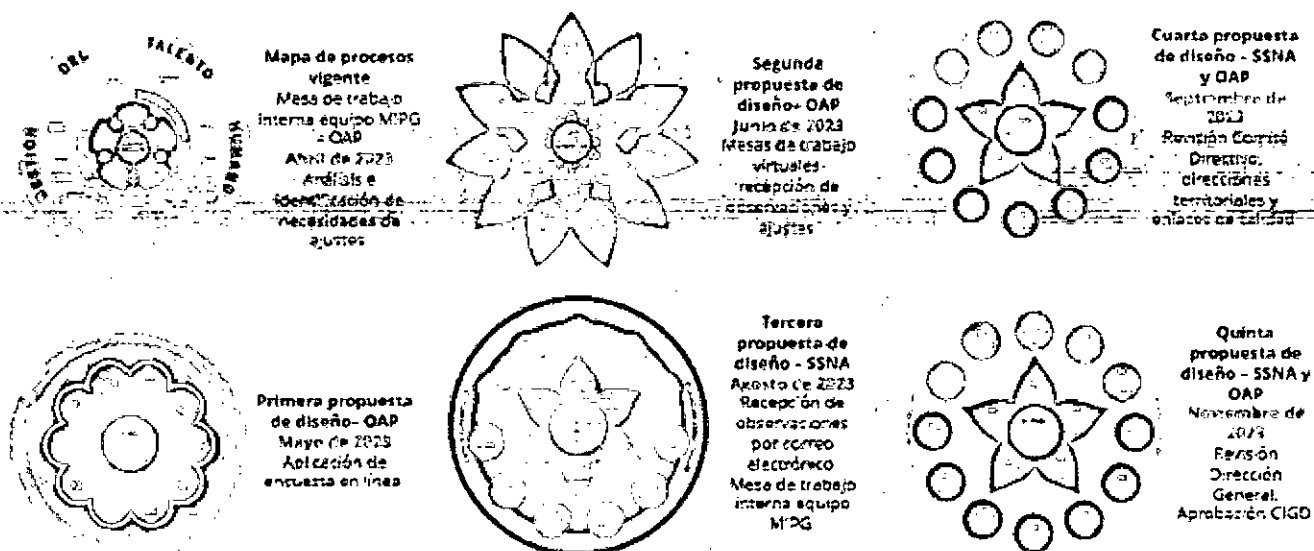 GESTION
DEL
TALENTO
HUMANO
Mapa de procesos
vigente
Mesa de trabajo
interna equipo MIPG
- OAP
Abril de 2023
Análisis e
identificación de
necesidades de
ajustes
Segunda
propuesta de
diseño- OAP
Junio de 2023
Mesas de trabajo
virtuales-
recepción de
observaciones y
ajustes
Cuarta propuesta
de diseño - SSNA
y OAP
Septiembre de
2023
Revisión Comité
Directivo,
direcciones
territoriales y
enlaces de calidad
Primera propuesta
de diseño- OAP
Mayo de 2023
Aplicación de
encuesta en línea
Tercera
propuesta de
diseño - SSNA
Agosto de 2023
Recepción de
observaciones
por correo
electrónico
Mesa de trabajo
interna equipo
MIPG
Quinta
propuesta de
diseño - SSNA y
OAP
Noviembre de
2023
Revisión
Dirección
General.
Aprobación CIGD